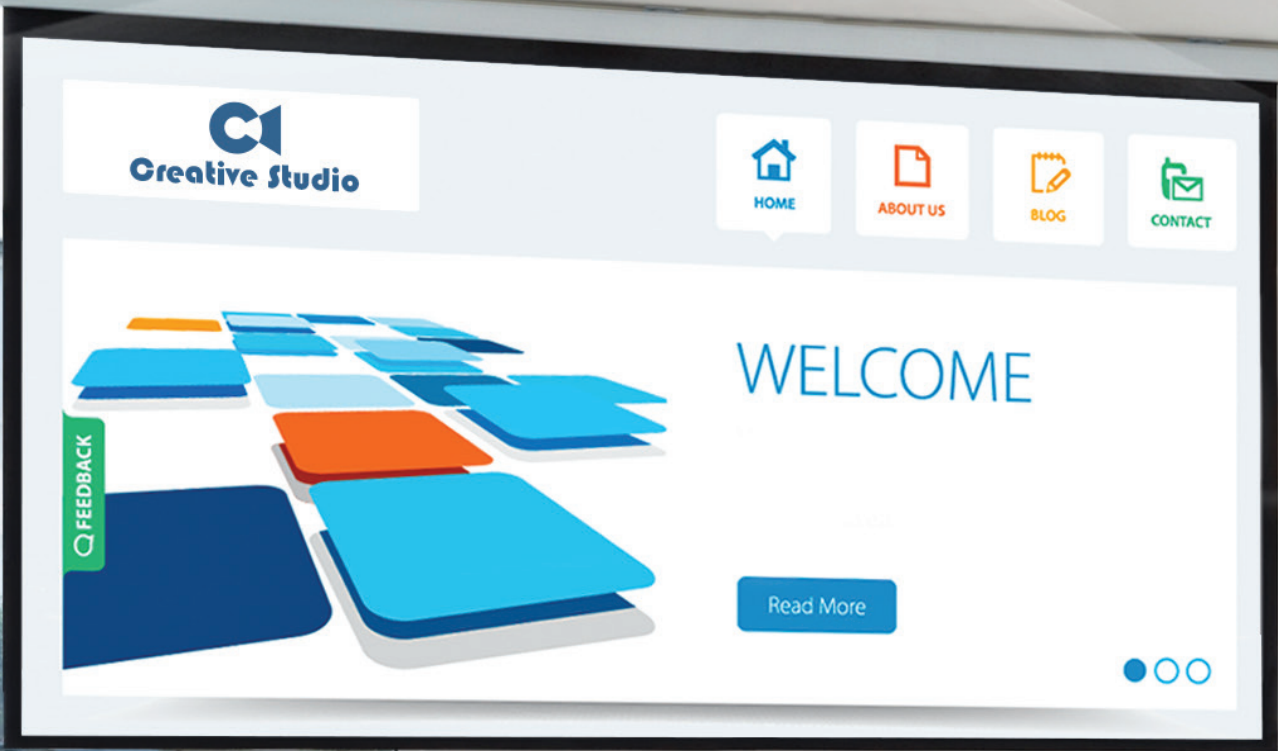 Creative Studio
HOME
ABOUT US
BLOG
CONTACT
WELCOME
FEEDBACK
Read More